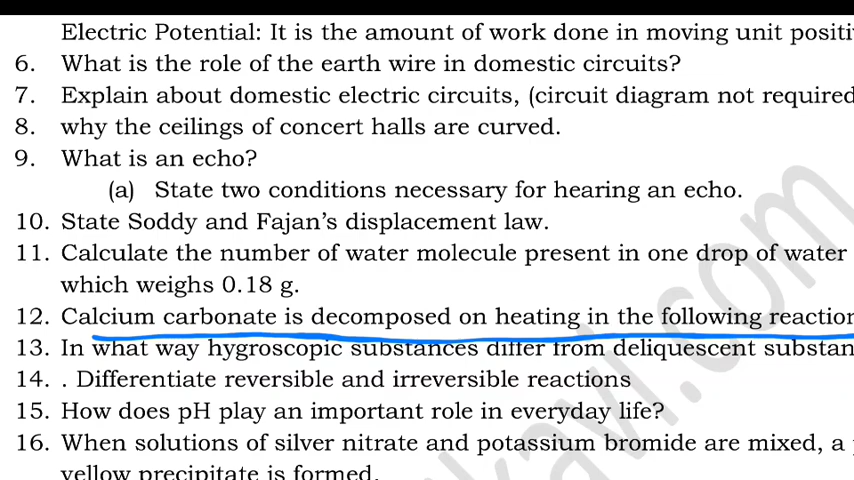 Electric Potential: It is the amount of work done in moving unit
6. What is the role of the earth wire in domestic circuits?
7. Explain about domestic electric circuits, (circuit diagram not required
8. why the ceilings of concert halls are curved.
9. What is an echo?
(a) State two conditions necessary for hearing an echo.
10. State Soddy and Fajan's displacement law.
11. Calculate the number of water molecule present in one drop of water
which weighs 0.18 g.
12. Calcium carbonate is decomposed on heating in the following reaction
13. In what way hygroscopic substances differ from deliquescent
14. . Differentiate reversible and irreversible reactions
15. How does pH play an important role in everyday life?
16. When solutions of silver nitrate and potassium bromide are mixed, a
yellow precipitate is formed.